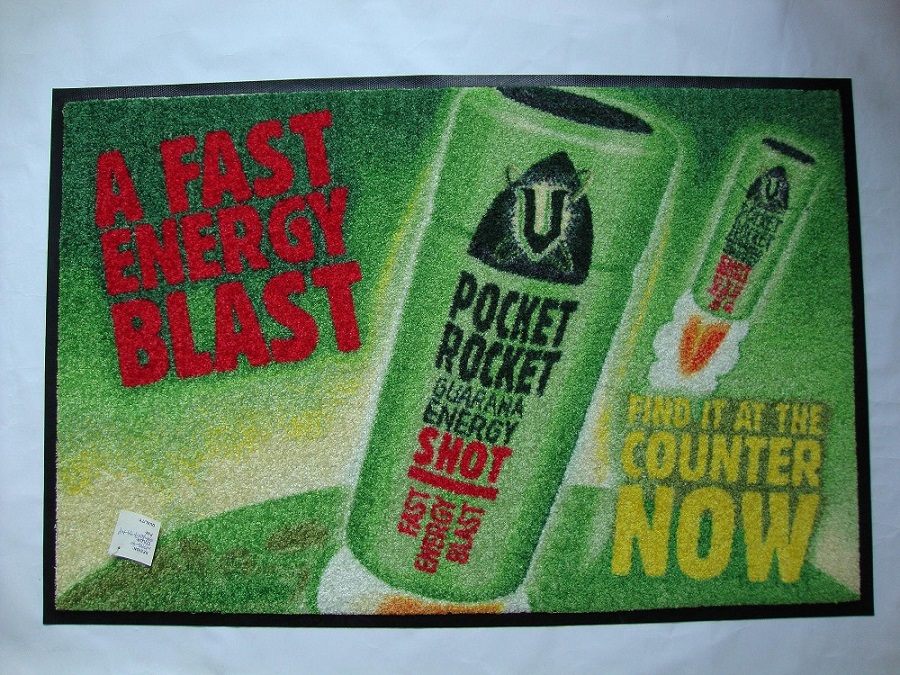 A FAST
ENERGY
BLAST
U
POCKET
ROCKET
GUARANA
ENERGY
SHOT
FAST
ENERGY
BLAST
U
FIND IT AT THE
COUNTER
NOW